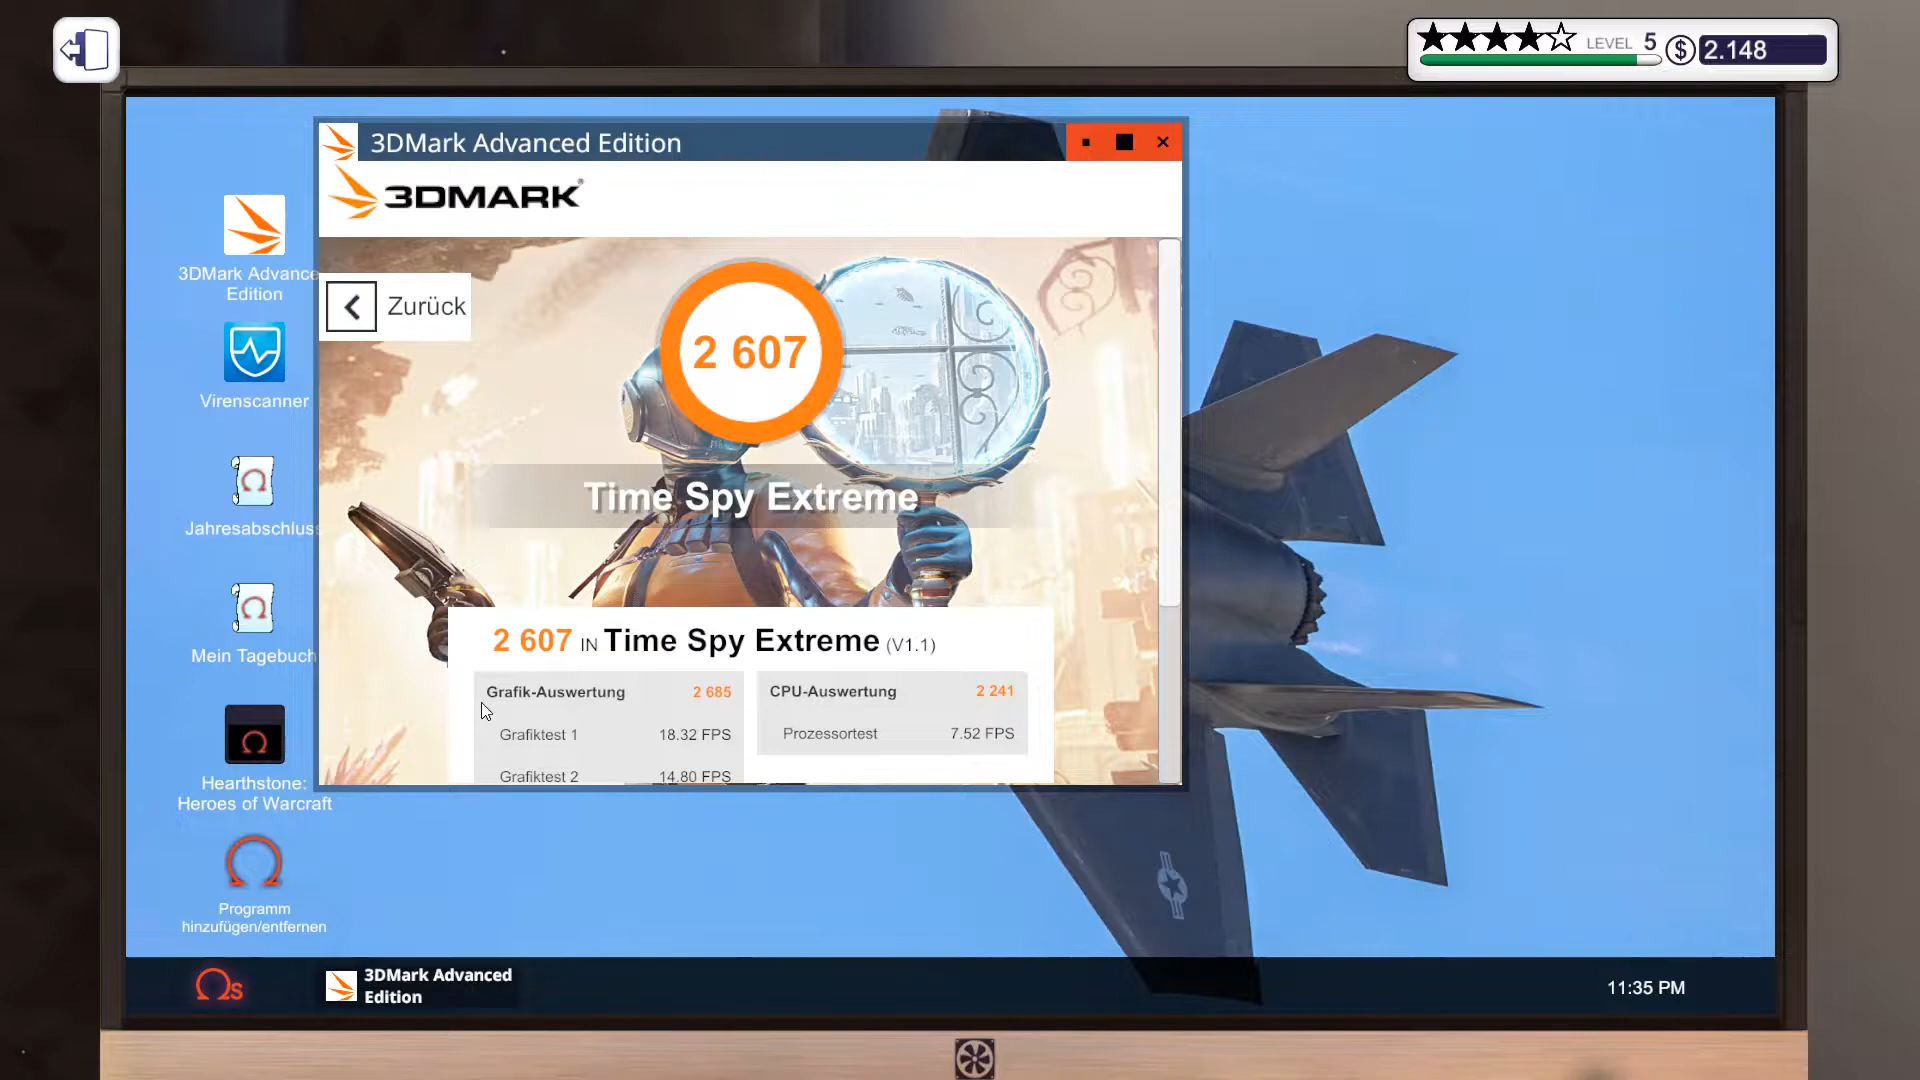 LEVEL 5
2.148
3DMark Advanced Edition
3DMARK
3DMark Advance
Edition
Zurück
2 607
Virenscanner
Time Spy Extreme
Jahresabschluss
Mein Tagebuch
2 607 IN Time Spy Extreme (V1.1)
Grafik-Auswertung 2 685
CPU-Auswertung 2 241
Grafiktest 1 18.32 FPS
Prozessortest 7.52 FPS
Grafiktest 2 14.80 FPS
Hearthstone:
Heroes of Warcraft
Programm
hinzufügen/entfernen
Ωs
3DMark Advanced
Edition
11:35 PM